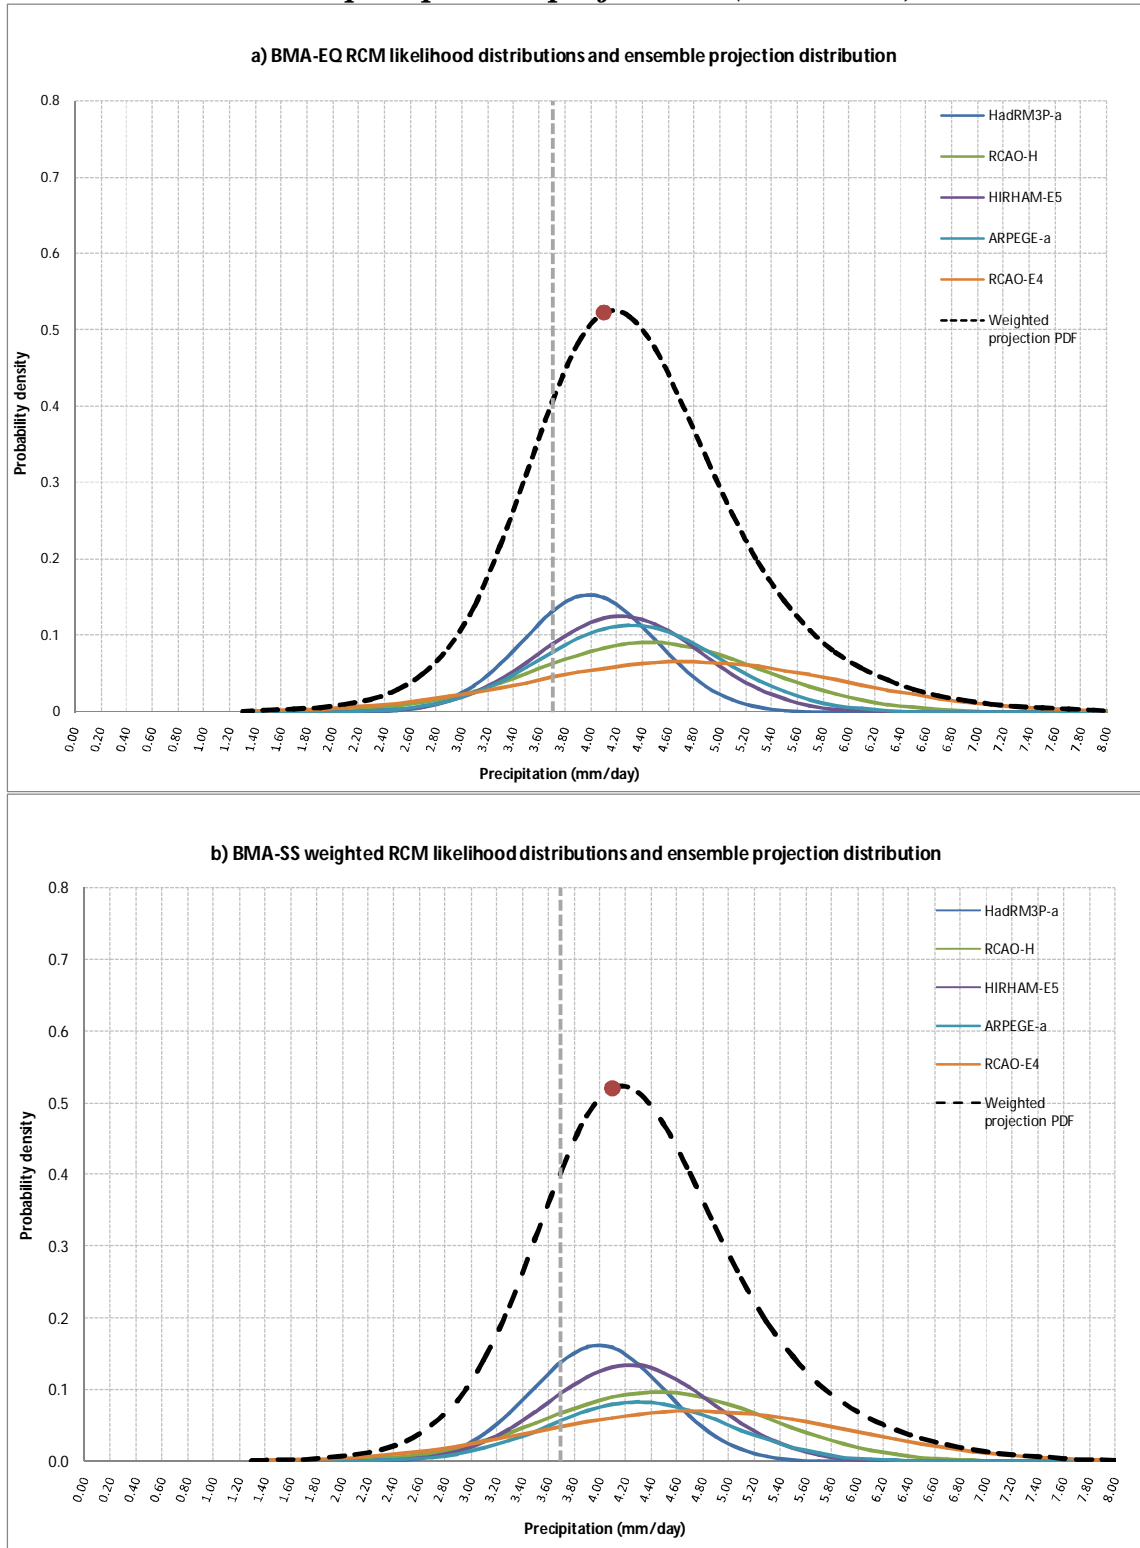 a) BMA-EQ RCM likelihood distributions and ensemble projection distribution
0.8
0.7
0.6
0.5
0.4
0.3
0.2
0.1
0
Probability density
HadRM3P-a
RCAO-H
HIRHAM-E5
ARPEGE-a
RCAO-E4
Weighted
projection PDF
0.00 0.20 0.40 0.60 0.80 1.00 1.20 1.40 1.60 1.80 2.00 2.20 2.40 2.60 2.80 3.00 3.20 3.40 3.60 3.80 4.00 4.20 4.40 4.60 4.80 5.00 5.20 5.40 5.60 5.80 6.00 6.20 6.40 6.60 6.80 7.00 7.20 7.40 7.60 7.80 8.00
Precipitation (mm/day)
b) BMA-SS weighted RCM likelihood distributions and ensemble projection distribution
0.8
0.7
0.6
0.5
0.4
0.3
0.2
0.1
0.0
Probability density
HadRM3P-a
RCAO-H
HIRHAM-E5
ARPEGE-a
RCAO-E4
Weighted
projection PDF
0.00 0.20 0.40 0.60 0.80 1.00 1.20 1.40 1.60 1.80 2.00 2.20 2.40 2.60 2.80 3.00 3.20 3.40 3.60 3.80 4.00 4.20 4.40 4.60 4.80 5.00 5.20 5.40 5.60 5.80 6.00 6.20 6.40 6.60 6.80 7.00 7.20 7.40 7.60 7.80 8.00
Precipitation (mm/day)